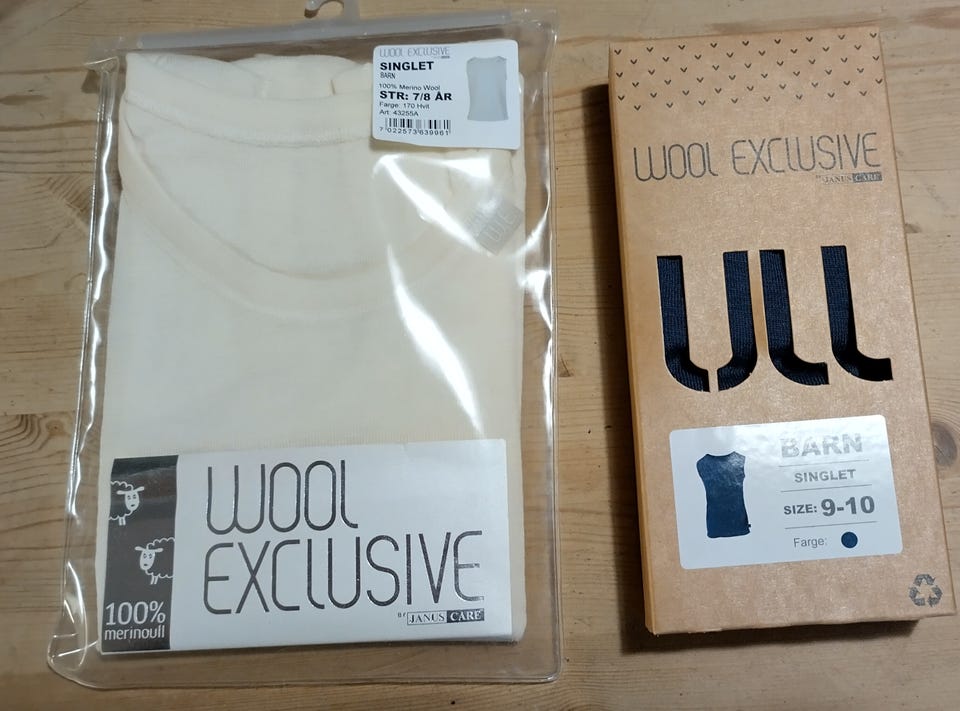 WOOL EXCLUSIVE
SINGLET
BARN
100% Merino Wool
STR: 7/8 ÅR
Farge: 170 Hvit
Art: 43255A
7 022573 639961
ULL
WOOL
EXCLUSIVE
BY JANUS CARE
100%
merinoull
WOOL EXCLUSIVE
BY JANUS CARE
ULL
BARN
SINGLET
SIZE: 9-10
Farge: